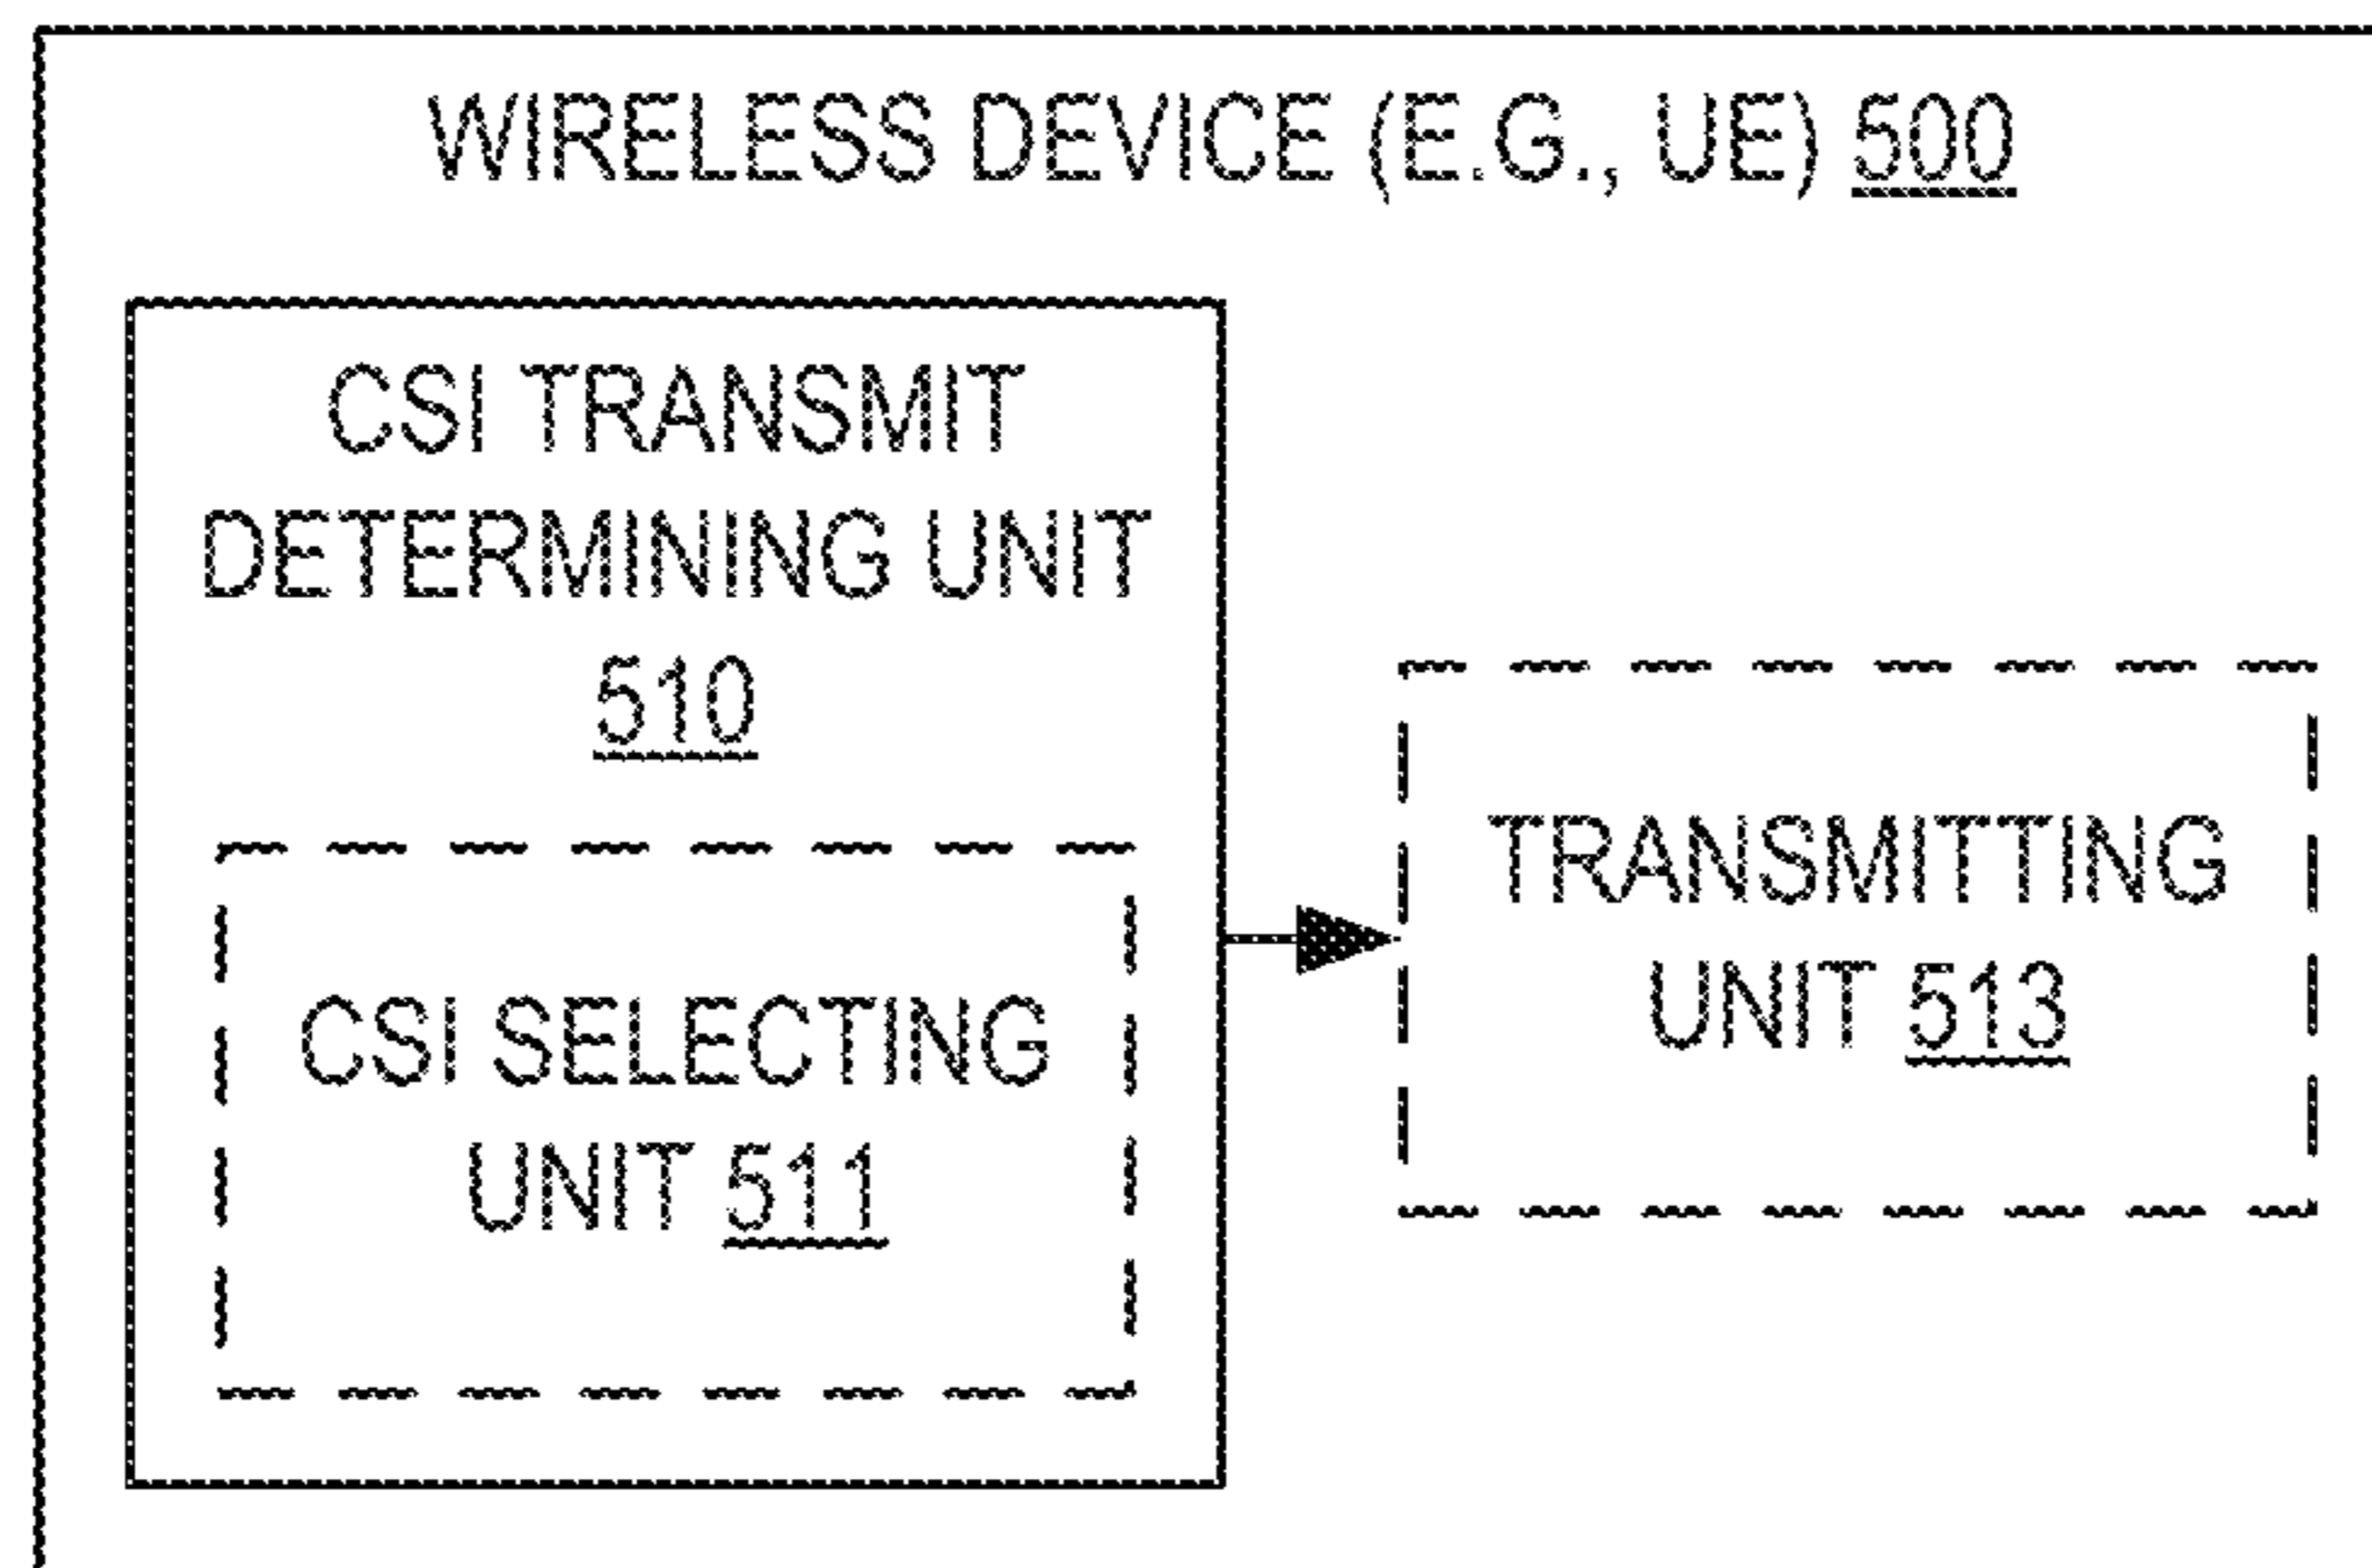 WIRELESS DEVICE (E.G., UE) 500
CSI TRANSMIT
DETERMINING UNIT
510
CSI SELECTING
UNIT 511
TRANSMITTING
UNIT 513